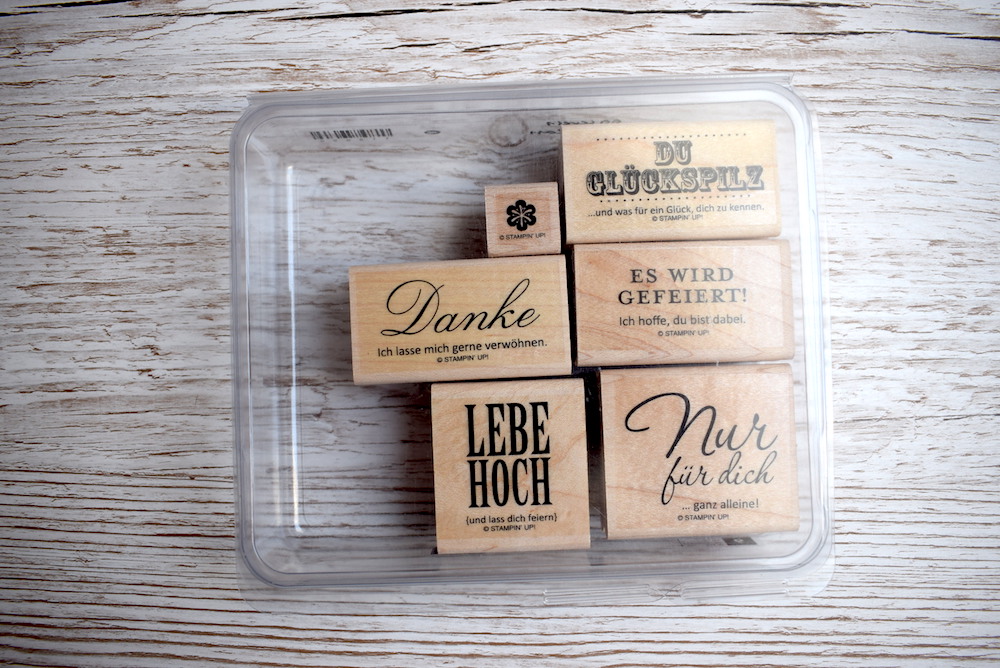 DU
GLÜCKSPILZ
...und was für ein Glück, dich zu kennen.
© STAMPIN' UP!
© STAMPIN' UP!
ES WIRD
GEFEIERT!
Ich hoffe, du bist dabei.
© STAMPIN' UP!
Danke
Ich lasse mich gerne verwöhnen.
© STAMPIN' UP!
LEBE
HOCH
{und lass dich feiern}
© STAMPIN' UP!
Nur
für dich
... ganz alleine!
© STAMPIN' UP!